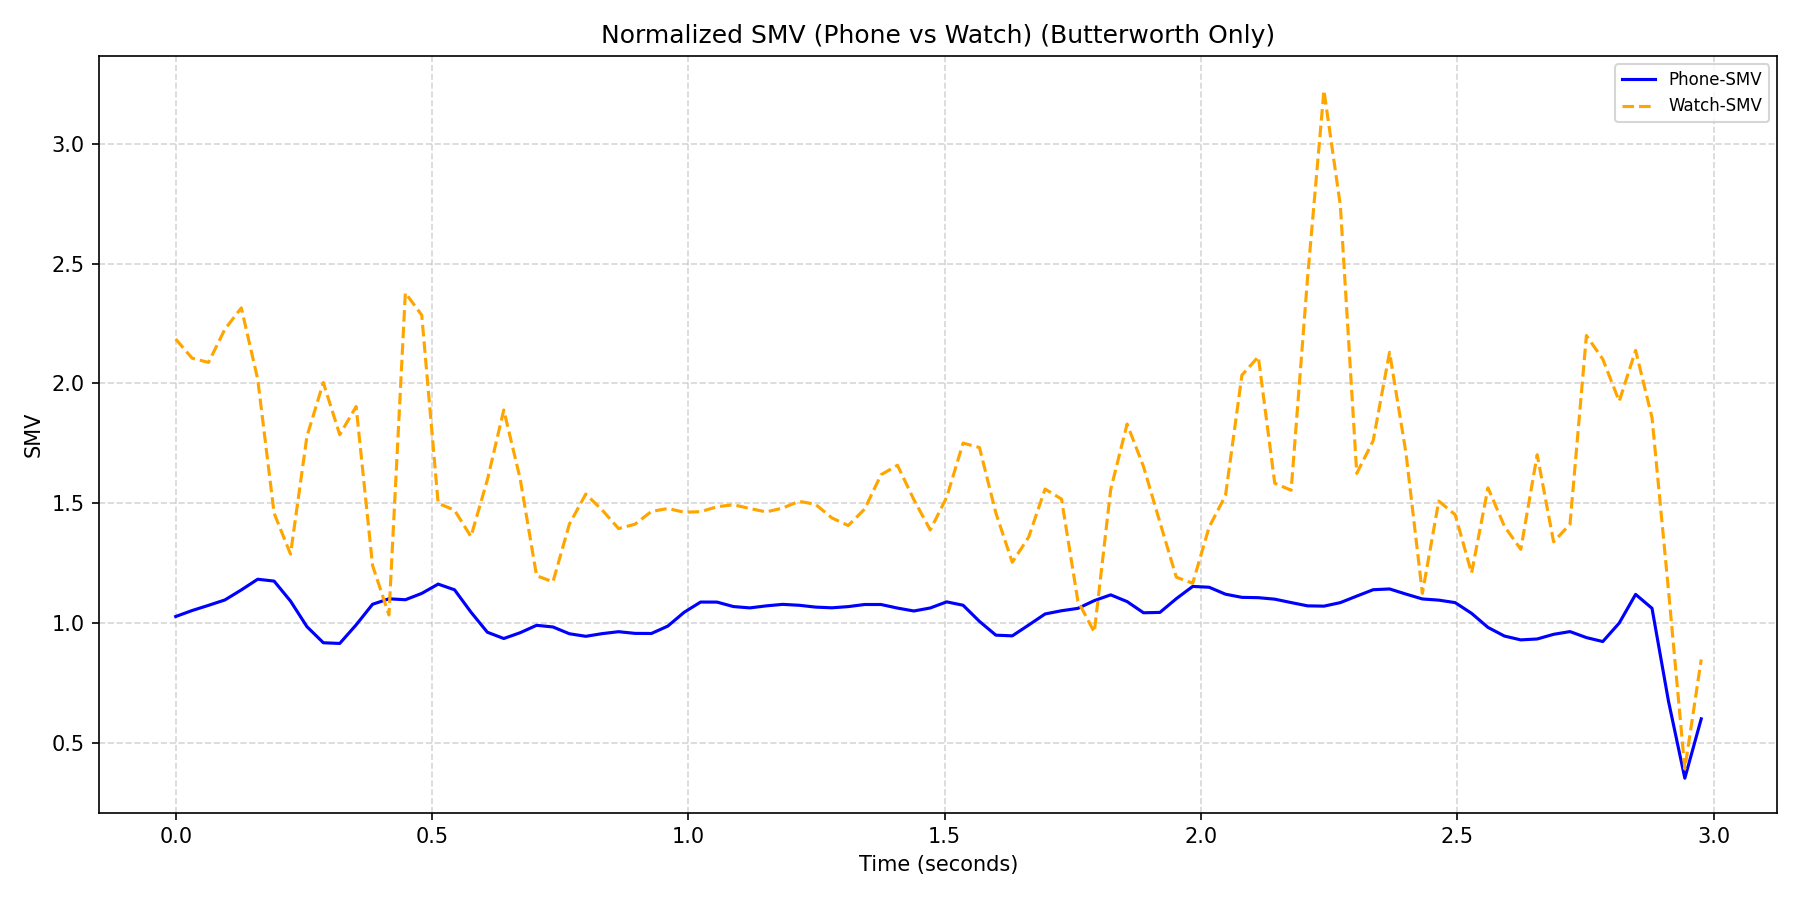 Normalized SMV (Phone vs Watch) (Butterworth Only)
Phone-SMV
Watch-SMV
3.0
2.5
2.0
1.5
1.0
0.5
SMV
0.0 0.5 1.0 1.5 2.0 2.5 3.0
Time (seconds)